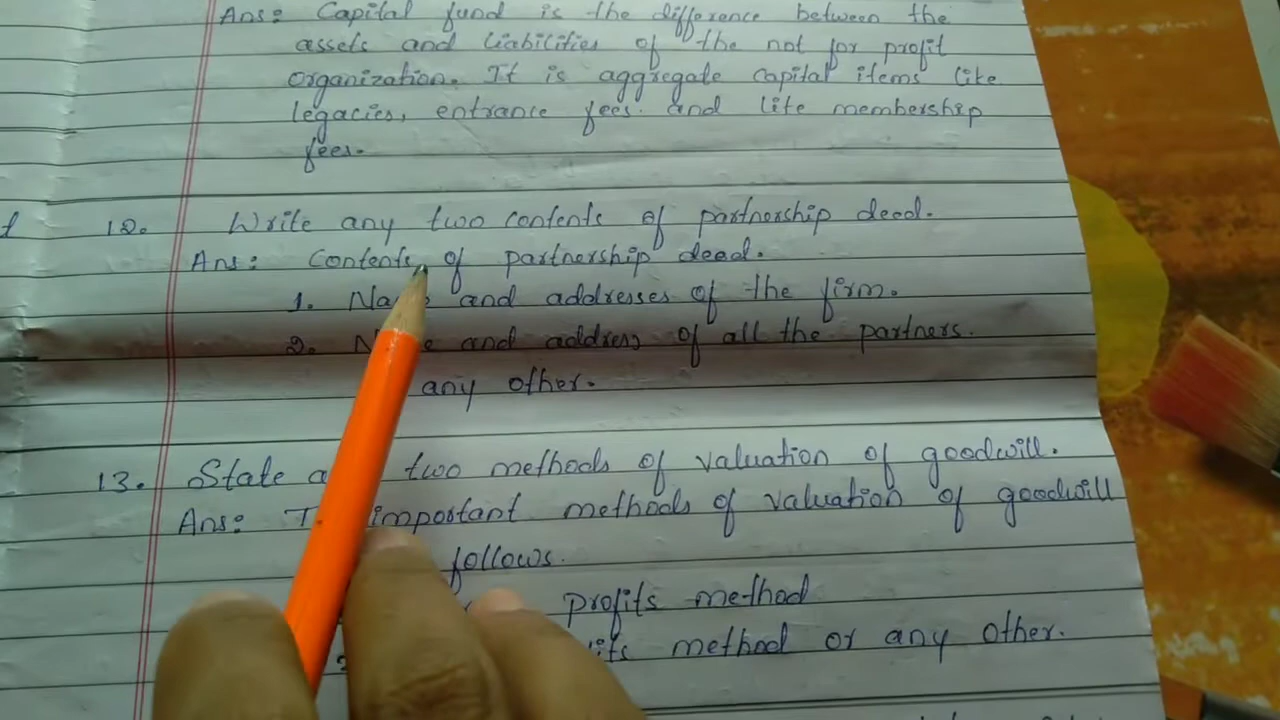 Ans: Capital fund is the difference between the
assets and liabilities of the not for profit
organization. It is aggregate capital items like
legacies, entrance fees. and life membership
fees.
12. Write any two contents of partnership deed.
Ans: Contents of partnership deed.
1. and addresses of the firm.
2. and address of all the partners.
any other.
13. State two methods of valuation of goodwill.
Ans: important methods of valuation of goodwill
follows.
profits method
method or any other.